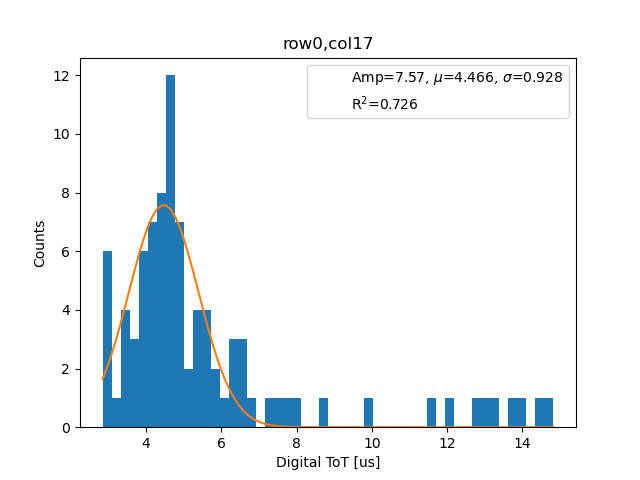 row0,col17
Amp=7.57, μ=4.466, σ=0.928
R²=0.726
Counts
12
10
8
6
4
2
0
4 6 8 10 12 14
Digital ToT [us]